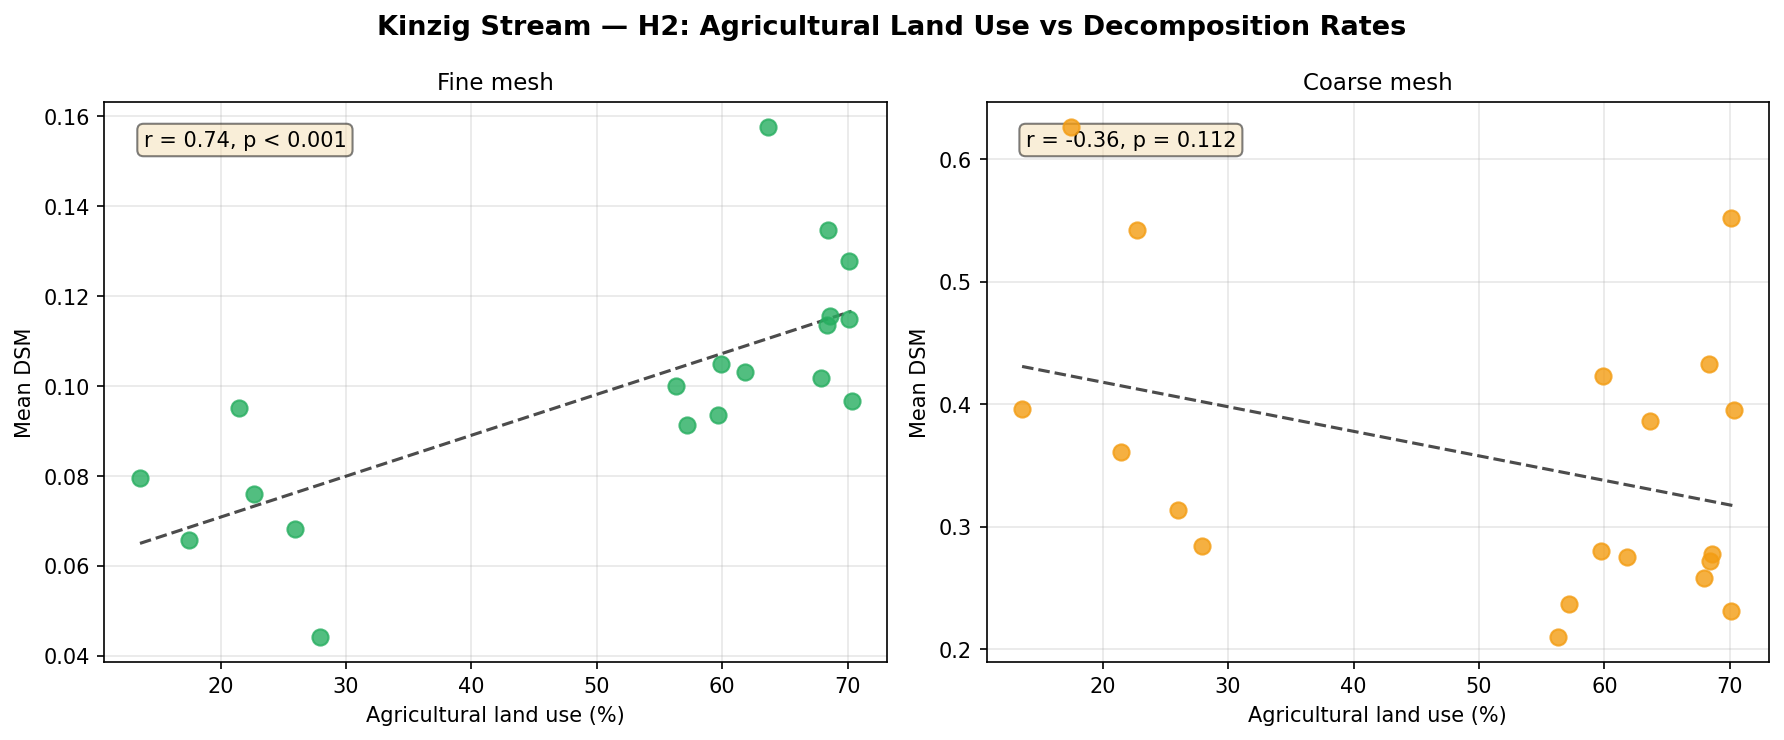 Kinzig Stream — H2: Agricultural Land Use vs Decomposition Rates
Fine mesh
r = 0.74, p < 0.001
0.16
0.14
0.12
0.10
0.08
0.06
0.04
Mean DSM
20 30 40 50 60 70
Agricultural land use (%)
Coarse mesh
r = -0.36, p = 0.112
0.6
0.5
0.4
0.3
0.2
Mean DSM
20 30 40 50 60 70
Agricultural land use (%)